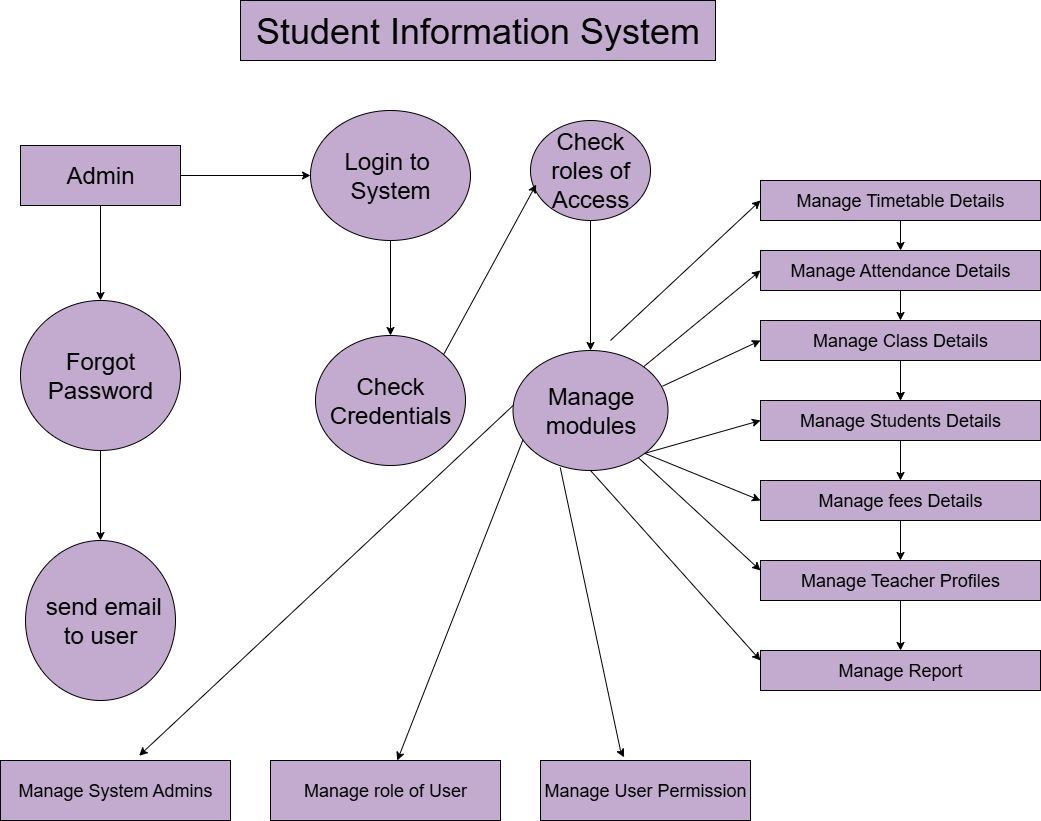 Student Information System
Admin
Login to
System
Check
roles of
Access
Forgot
Password
Check
Credentials
Manage
modules
send email
to user
Manage Timetable Details
Manage Attendance Details
Manage Class Details
Manage Students Details
Manage fees Details
Manage Teacher Profiles
Manage Report
Manage System Admins
Manage role of User
Manage User Permission